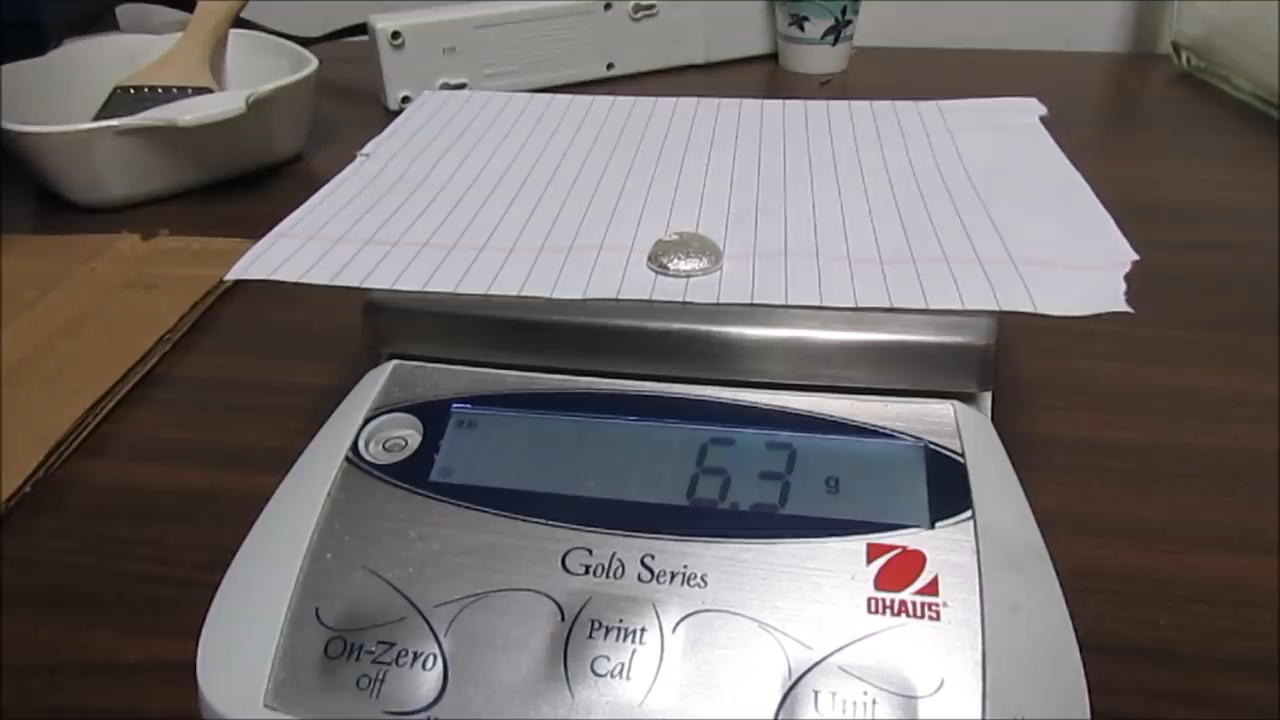 6.3 g
Gold Series
OHAUS
On-Zero
Off
Print
Cal
Unit